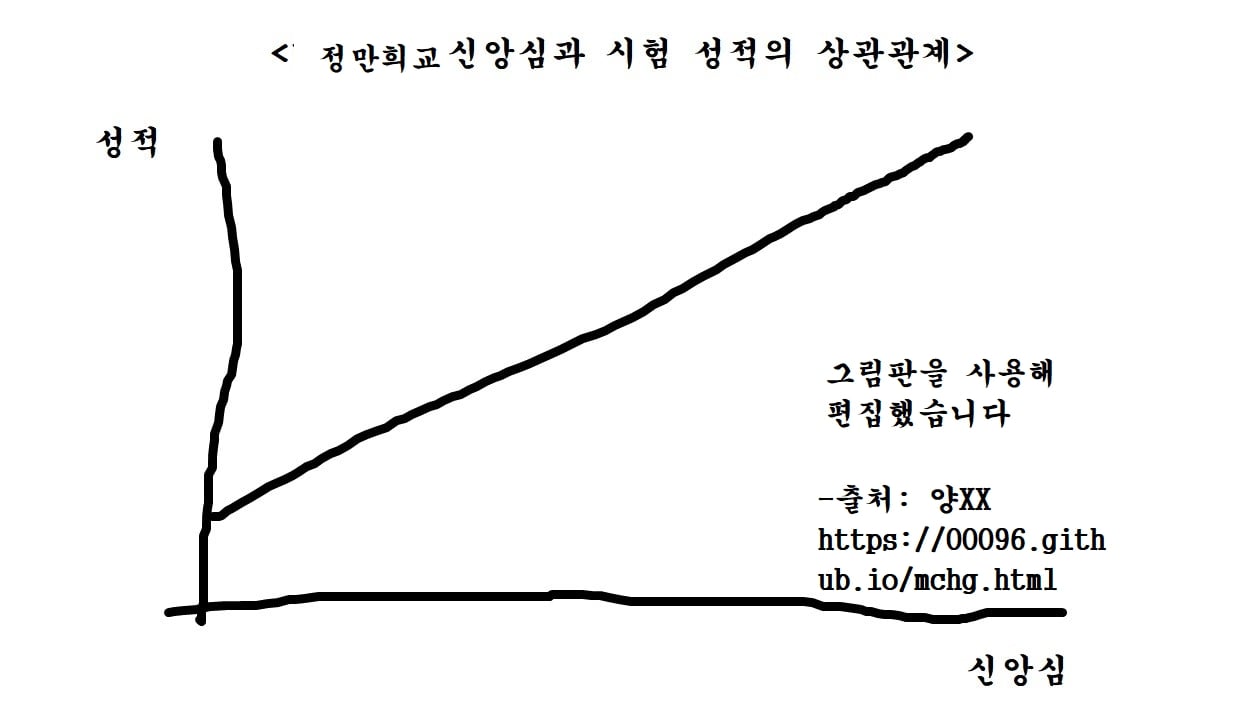 < 정만희교신앙심과 시험 성적의 상관관계>
성적
그림판을 사용해
편집했습니다
-출처: 양XX
https://00096.gith
ub.io/mchg.html
신앙심